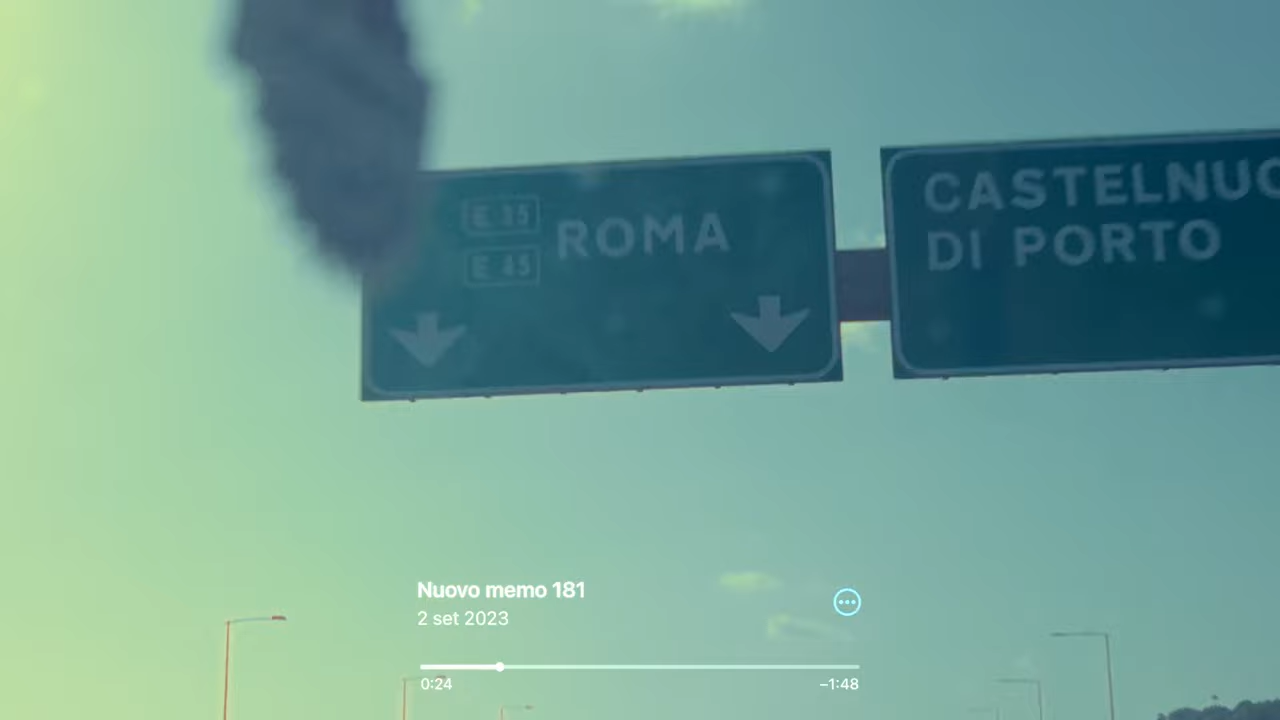 E 35
E 45
ROMA
CASTELNUO
DI PORTO
Nuovo memo 181
2 set 2023
0:24
–1:48